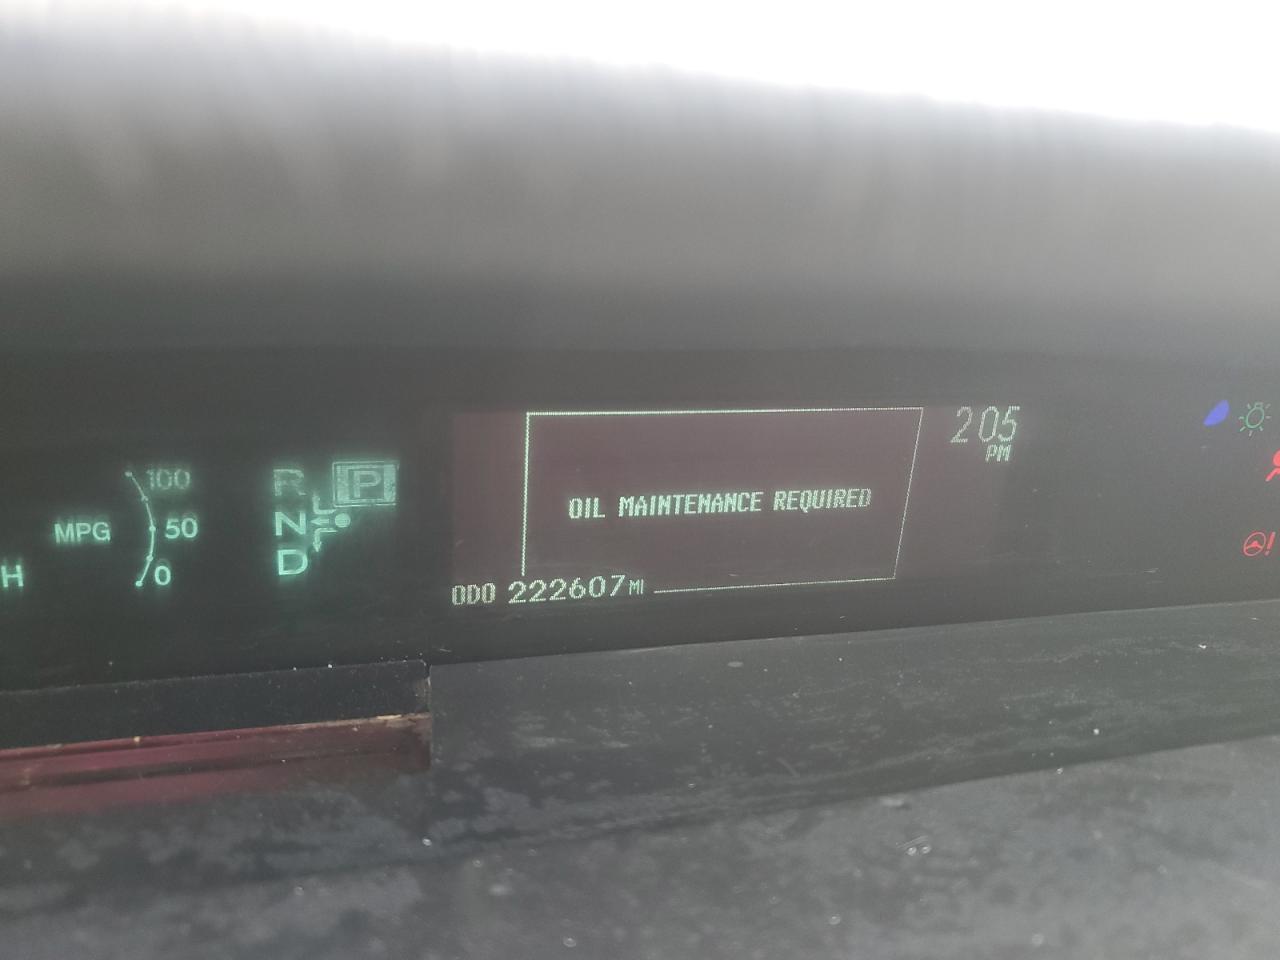 100
MPG 50
0
H
R P
N
D
OIL MAINTENANCE REQUIRED
2 05
PM
ODO 222607 MI
!